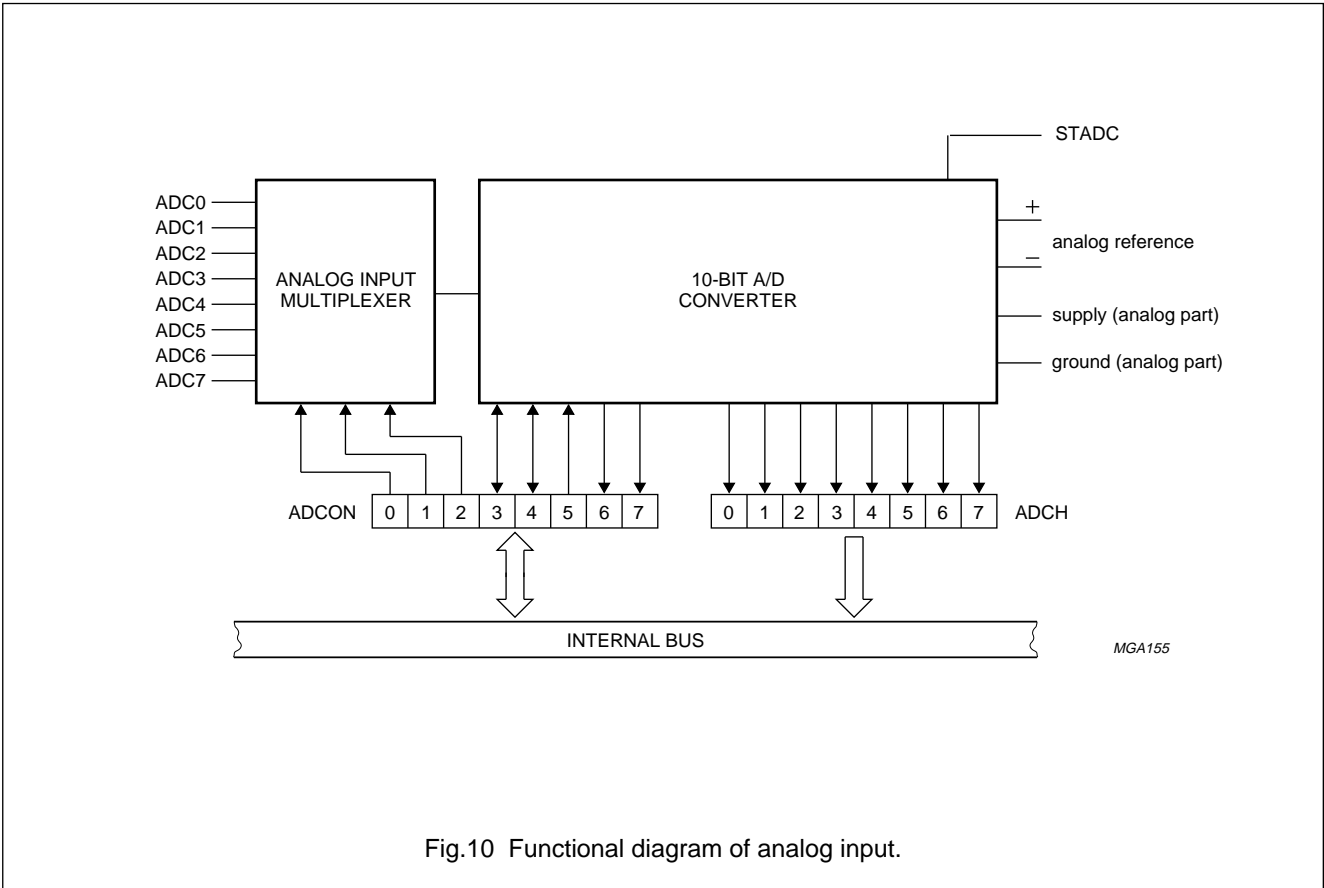 STADC
ADC0
ADC1
ADC2
ADC3
ADC4
ADC5
ADC6
ADC7
ANALOG INPUT
MULTIPLEXER
10-BIT A/D
CONVERTER
+
analog reference
−
supply (analog part)
ground (analog part)
ADCON 0 1 2 3 4 5 6 7
0 1 2 3 4 5 6 7 ADCH
INTERNAL BUS
MGA155
Fig.10 Functional diagram of analog input.